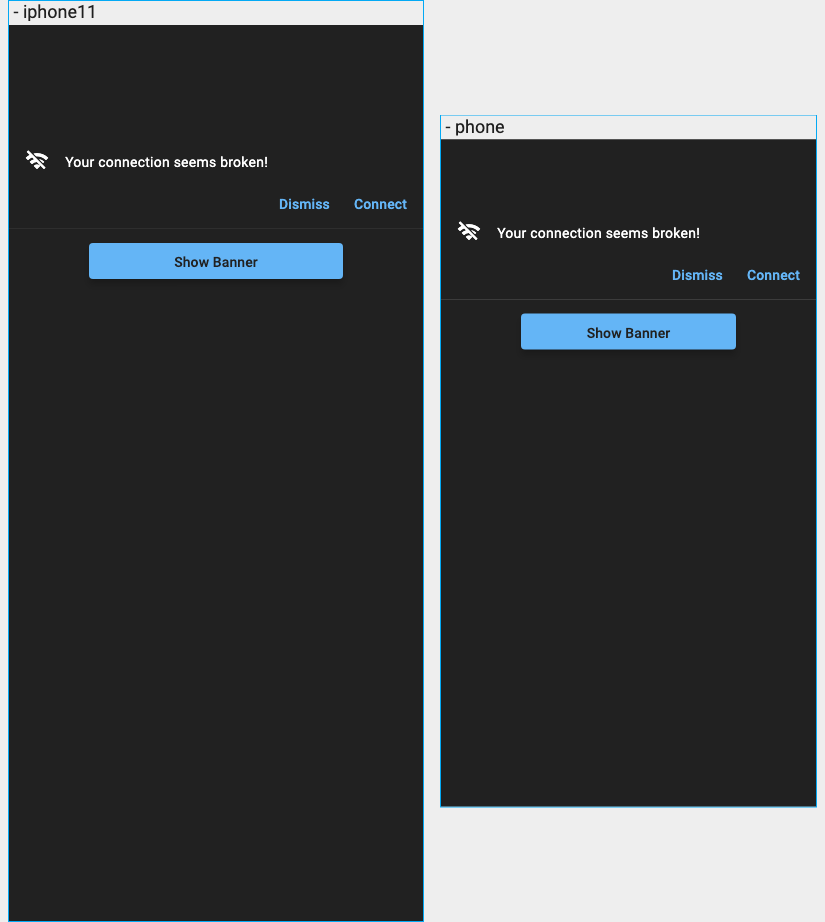 - iphone11
Your connection seems broken!
Dismiss Connect
Show Banner
- phone
Your connection seems broken!
Dismiss Connect
Show Banner